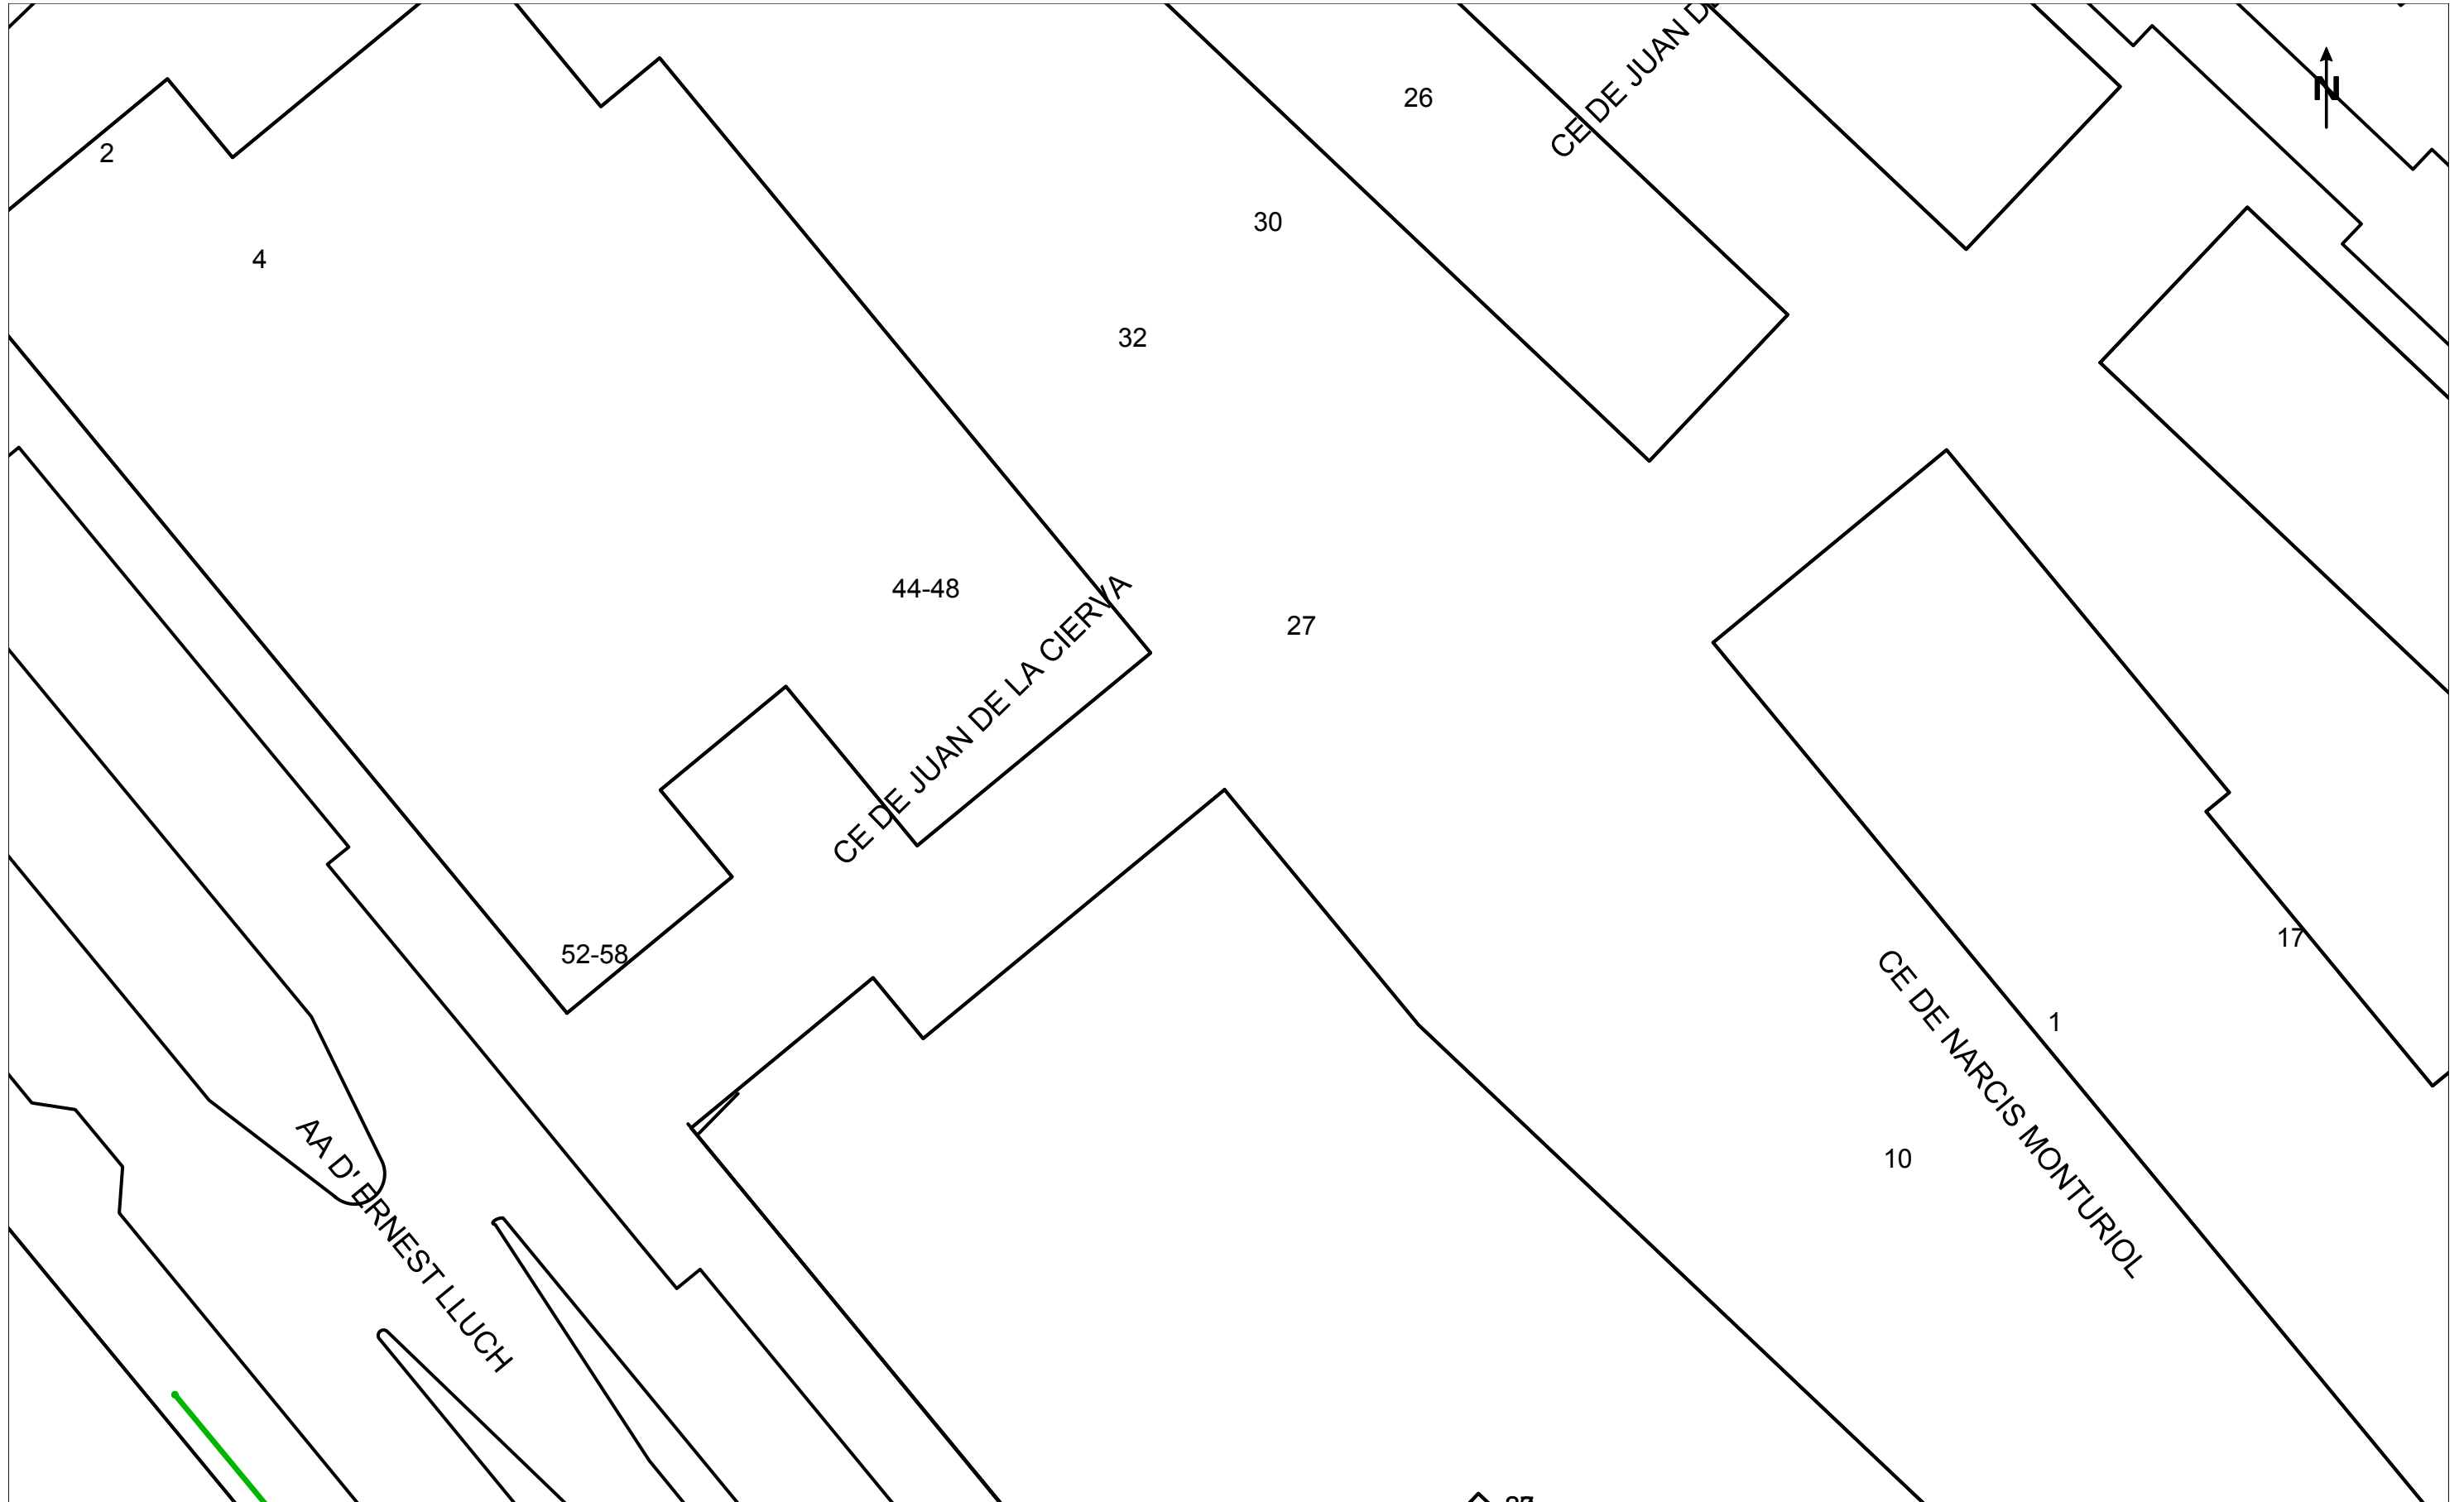 CE DE JUAN D
26
N
2
30
4
32
44-48
27
CE DE JUAN DE LA CIERVA
17
52-58
1
CE DE NARCIS MONTURIOL
10
AA D' ERNEST LLUCH